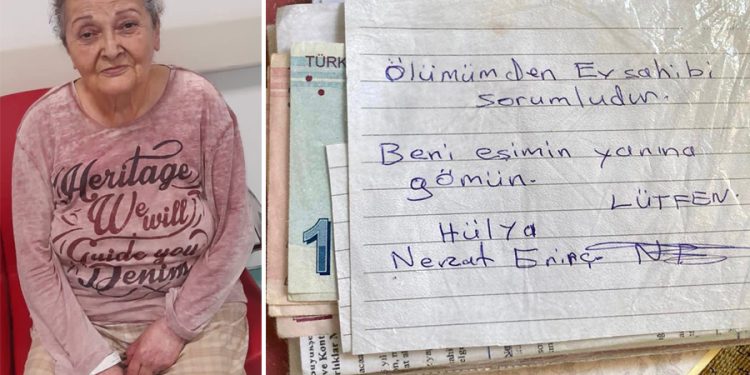 Heritage
We will
Guide you
Denim
TÜRK
1
Ölümümden Ev sahibi
sorumludur.
Beni eşimin yanına
gömün.
LÜTFEN.
Hülya
Nevzat Erinç